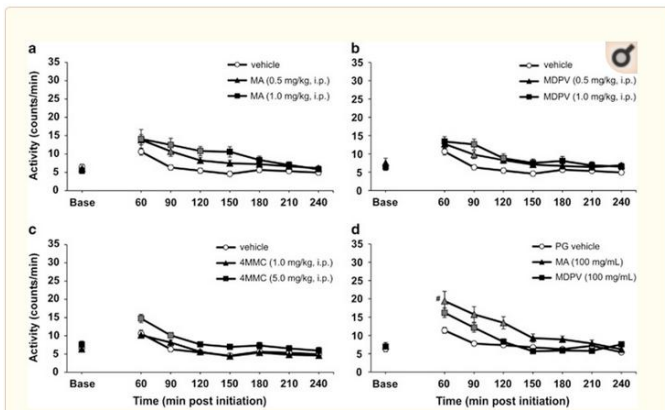 a
35
30
25
20
15
10
5
0
Activity (counts/min)
vehicle
MA (0.5 mg/kg, i.p.)
MA (1.0 mg/kg, i.p.)
Base 60 90 120 150 180 210 240
b
35
30
25
20
15
10
5
0
vehicle
MDPV (0.5 mg/kg, i.p.)
MDPV (1.0 mg/kg, i.p.)
Base 60 90 120 150 180 210 240
c
35
30
25
20
15
10
5
0
Activity (counts/min)
vehicle
4MMC (1.0 mg/kg, i.p.)
4MMC (5.0 mg/kg, i.p.)
Base 60 90 120 150 180 210 240
Time (min post initiation)
d
35
30
25
20
15
10
5
0
PG vehicle
MA (100 mg/mL)
MDPV (100 mg/mL)
#
Base 60 90 120 150 180 210 240
Time (min post initiation)